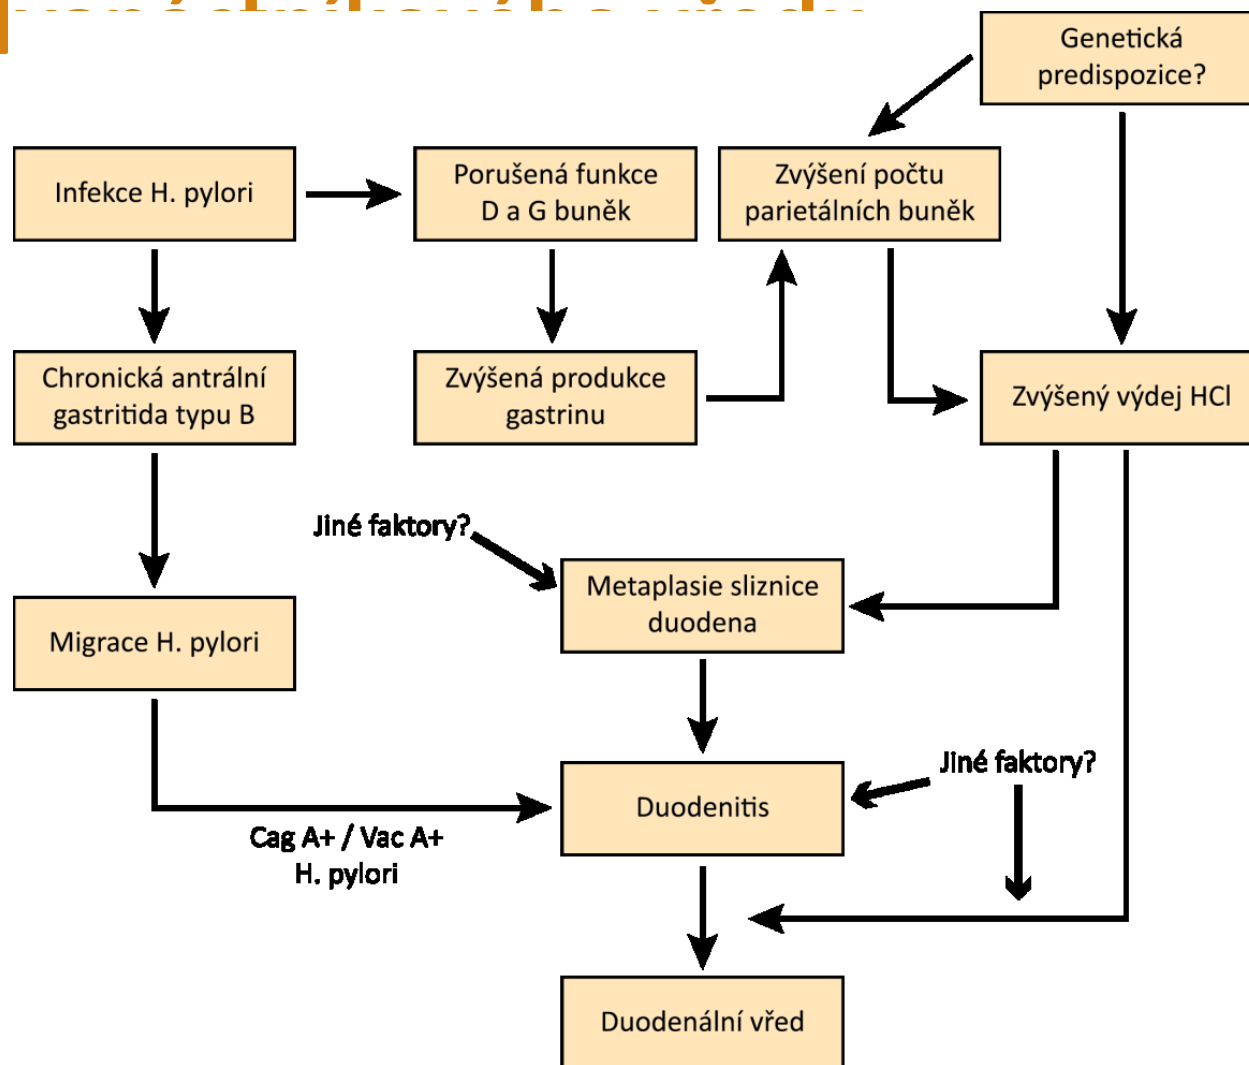 Genetická
predispozice?
Infekce H. pylori
Porušená funkce
D a G buněk
Zvýšení počtu
parietálních buněk
Chronická antrální
gastritida typu B
Zvýšená produkce
gastrinu
Zvýšený výdej HCl
Jiné faktory?
Metaplasie sliznice
duodena
Migrace H. pylori
Jiné faktory?
Duodenitis
Cag A+ / Vac A+
H. pylori
Duodenální vřed